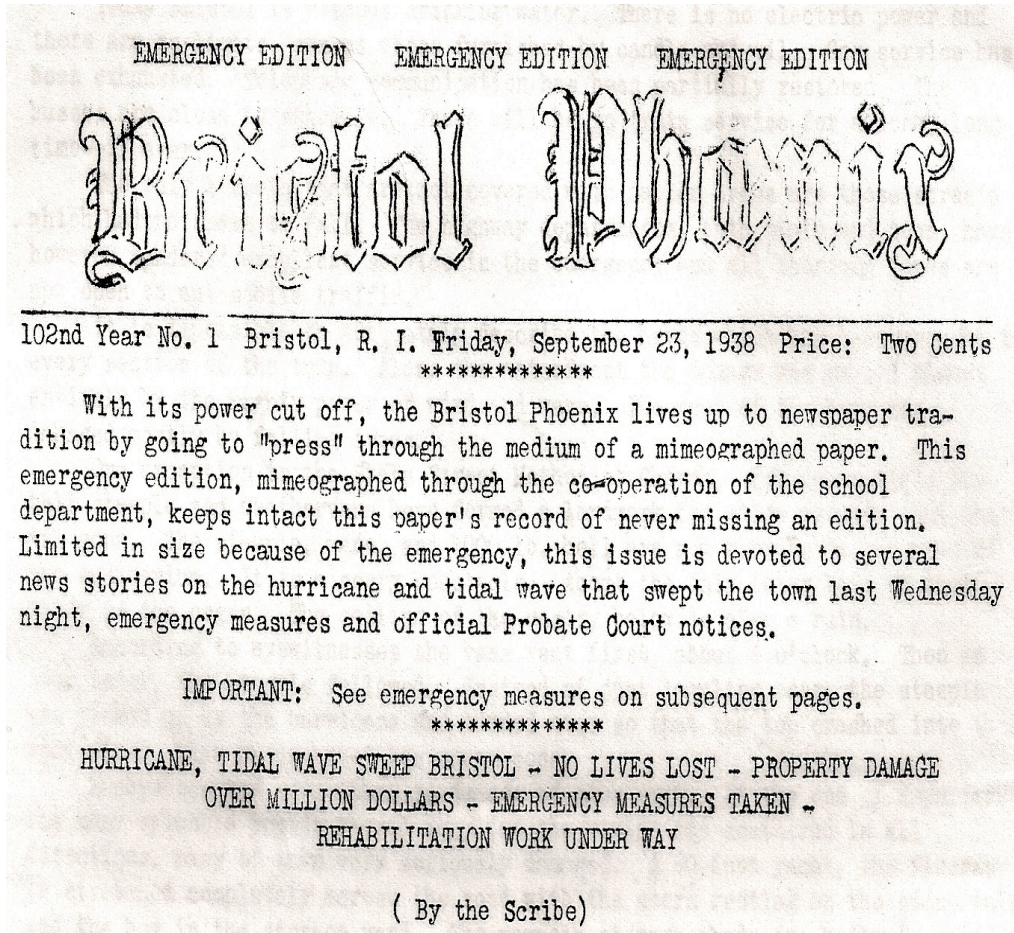 EMERGENCY EDITION EMERGENCY EDITION EMERGENCY EDITION
Bristol Phœnix
102nd Year No. 1 Bristol, R. I. Friday, September 23, 1938 Price: Two Cents
**************
With its power cut off, the Bristol Phoenix lives up to newspaper tra-
dition by going to "press" through the medium of a mimeographed paper. This
emergency edition, mimeographed through the co-operation of the school
department, keeps intact this paper's record of never missing an edition.
Limited in size because of the emergency, this issue is devoted to several
news stories on the hurricane and tidal wave that swept the town last Wednesday
night, emergency measures and official Probate Court notices.
IMPORTANT: See emergency measures on subsequent pages.
**************
HURRICANE, TIDAL WAVE SWEEP BRISTOL - NO LIVES LOST - PROPERTY DAMAGE
OVER MILLION DOLLARS - EMERGENCY MEASURES TAKEN -
REHABILITATION WORK UNDER WAY
( By the Scribe)